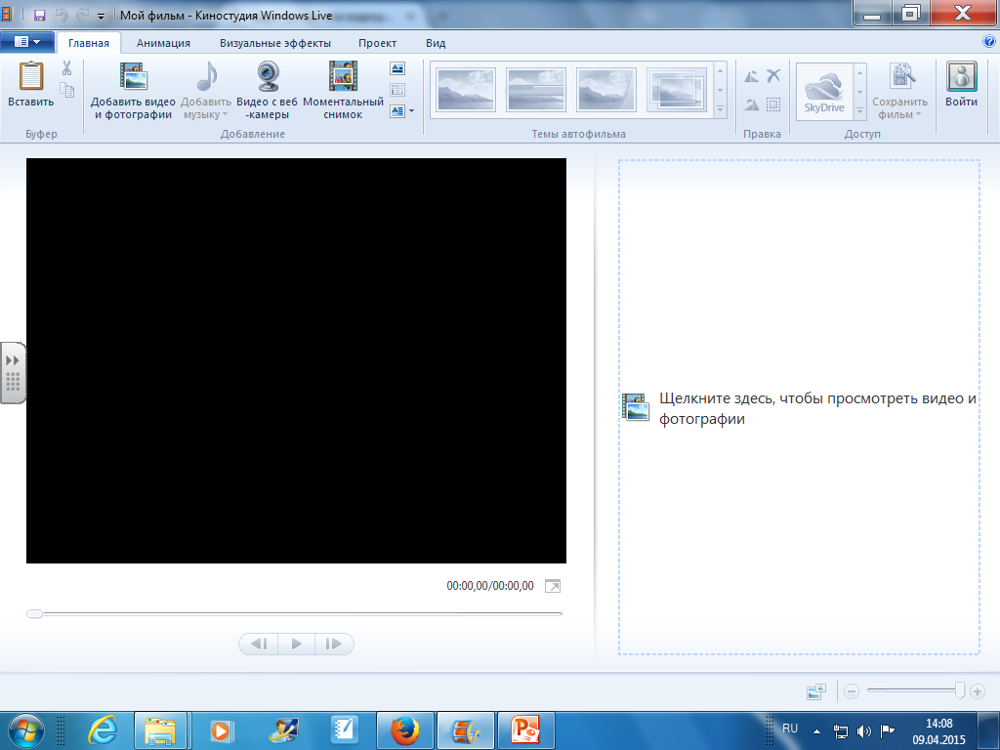 Мой фильм - Киностудия Windows Live
Главная Анимация Визуальные эффекты Проект Вид
Вставить
Добавить видео и фотографии
Добавить музыку
Видео с веб -камеры
Моментальный снимок
SkyDrive
Сохранить фильм
Войти
Буфер Добавление Темы автофильма Правка Доступ
Щелкните здесь, чтобы просмотреть видео и
фотографии
00:00,00/00:00,00
RU
14:08
09.04.2015